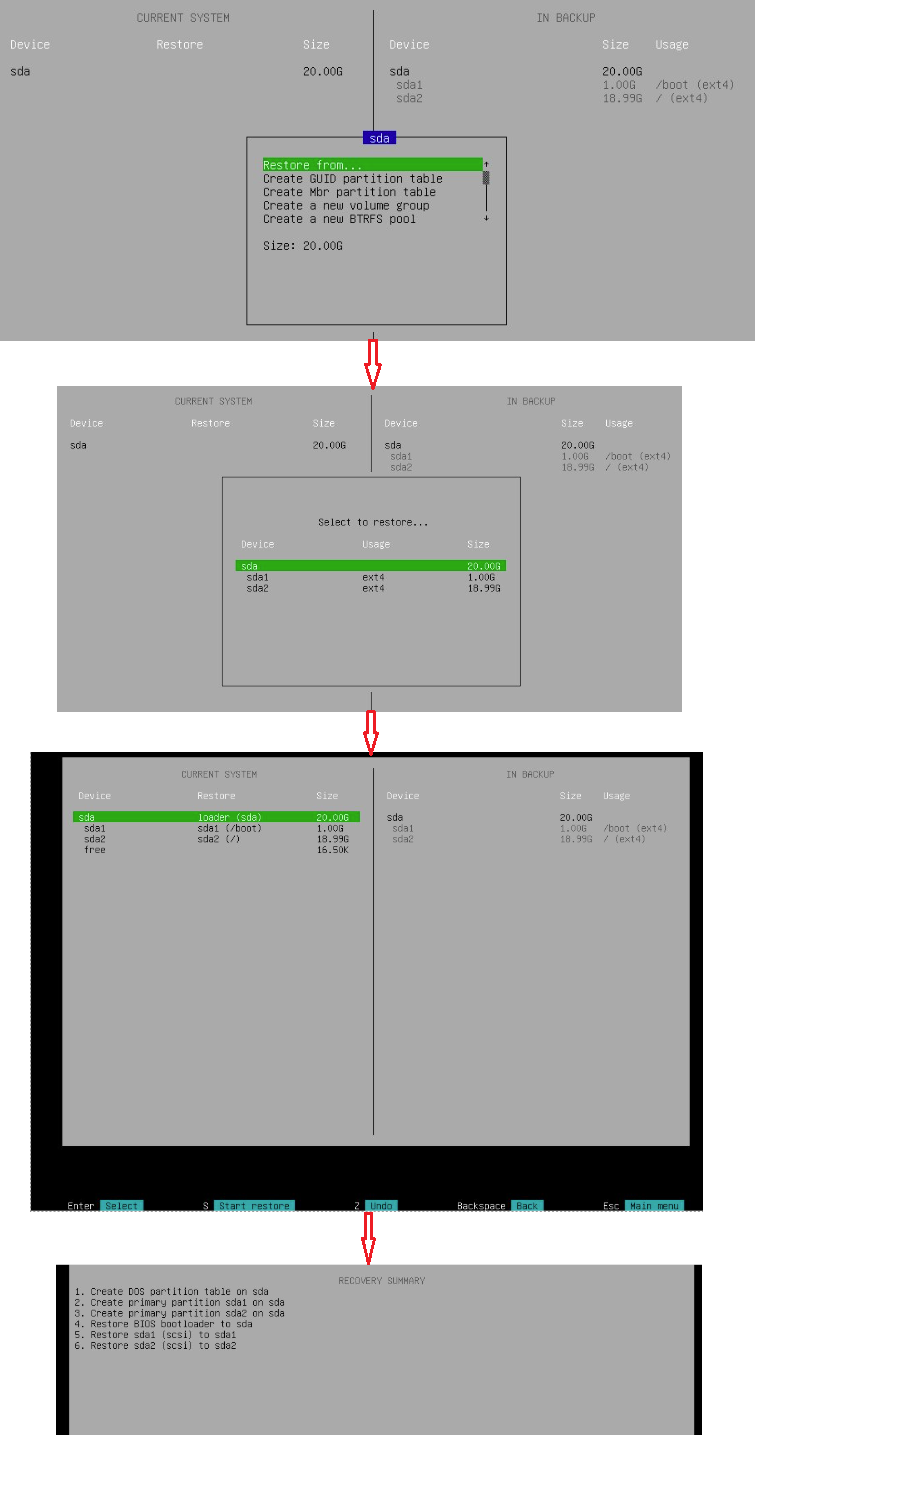 CURRENT SYSTEM IN BACKUP
Device Restore Size Device Size Usage
sda 20.00G sda 20.00G
sda1 1.00G /boot (ext4)
sda2 18.99G / (ext4)
sda
Restore from... ↑
Create GUID partition table
Create Mbr partition table
Create a new volume group
Create a new BTRFS pool ↓
Size: 20.00G
CURRENT SYSTEM IN BACKUP
Device Restore Size Device Size Usage
sda 20.00G sda 20.00G
sda1 1.00G /boot (ext4)
sda2 18.99G / (ext4)
Select to restore...
Device Usage Size
sda 20.00G
sda1 ext4 1.00G
sda2 ext4 18.99G
CURRENT SYSTEM IN BACKUP
Device Restore Size Device Size Usage
sda loader (sda) 20.00G sda 20.00G
sda1 sda1 (/boot) 1.00G sda1 1.00G /boot (ext4)
sda2 sda2 (/) 18.99G sda2 18.99G / (ext4)
free 16.50K
Enter Select S Start restore Z Undo Backspace Back Esc Main menu
RECOVERY SUMMARY
1. Create DOS partition table on sda
2. Create primary partition sda1 on sda
3. Create primary partition sda2 on sda
4. Restore BIOS bootloader to sda
5. Restore sda1 (scsi) to sda1
6. Restore sda2 (scsi) to sda2